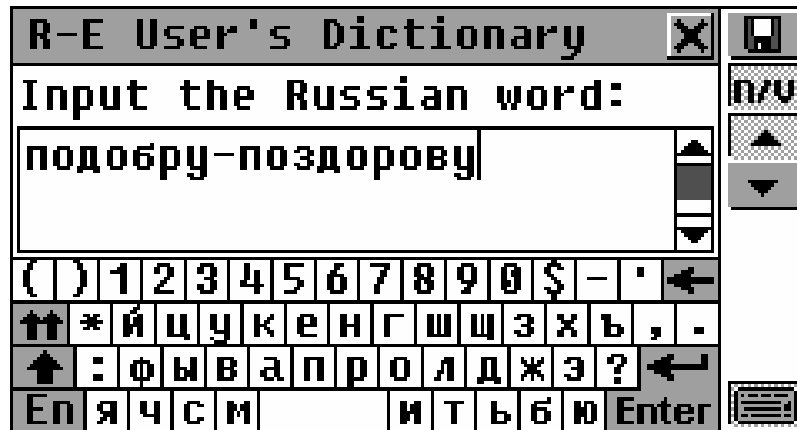 R-E User's Dictionary
n/v
Input the Russian word:
подобру-поздорову
( ) 1 2 3 4 5 6 7 8 9 0 $ - '
* й ц у к е н г ш щ з х ъ , .
: ф ы в а п р о л д ж э ?
En я ч с м и т ь б ю Enter